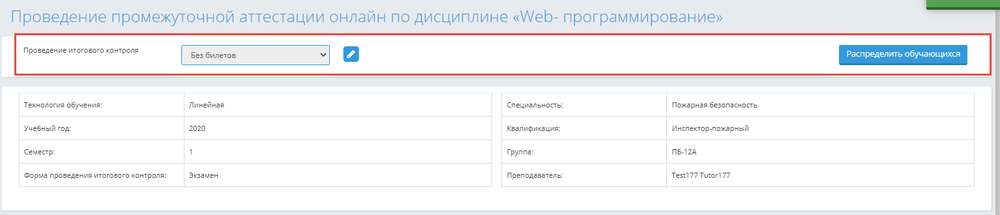 Проведение промежуточной аттестации онлайн по дисциплине «Web- программирование»
Проведение итогового контроля
Без билетов
Распределить обучающихся
Технология обучения: Линейная
Специальность: Пожарная безопасность
Учебный год: 2020
Квалификация: Инспектор-пожарный
Семестр: 1
Группа: ПБ-12А
Форма проведения итогового контроля: Экзамен
Преподаватель: Test177 Tutor177